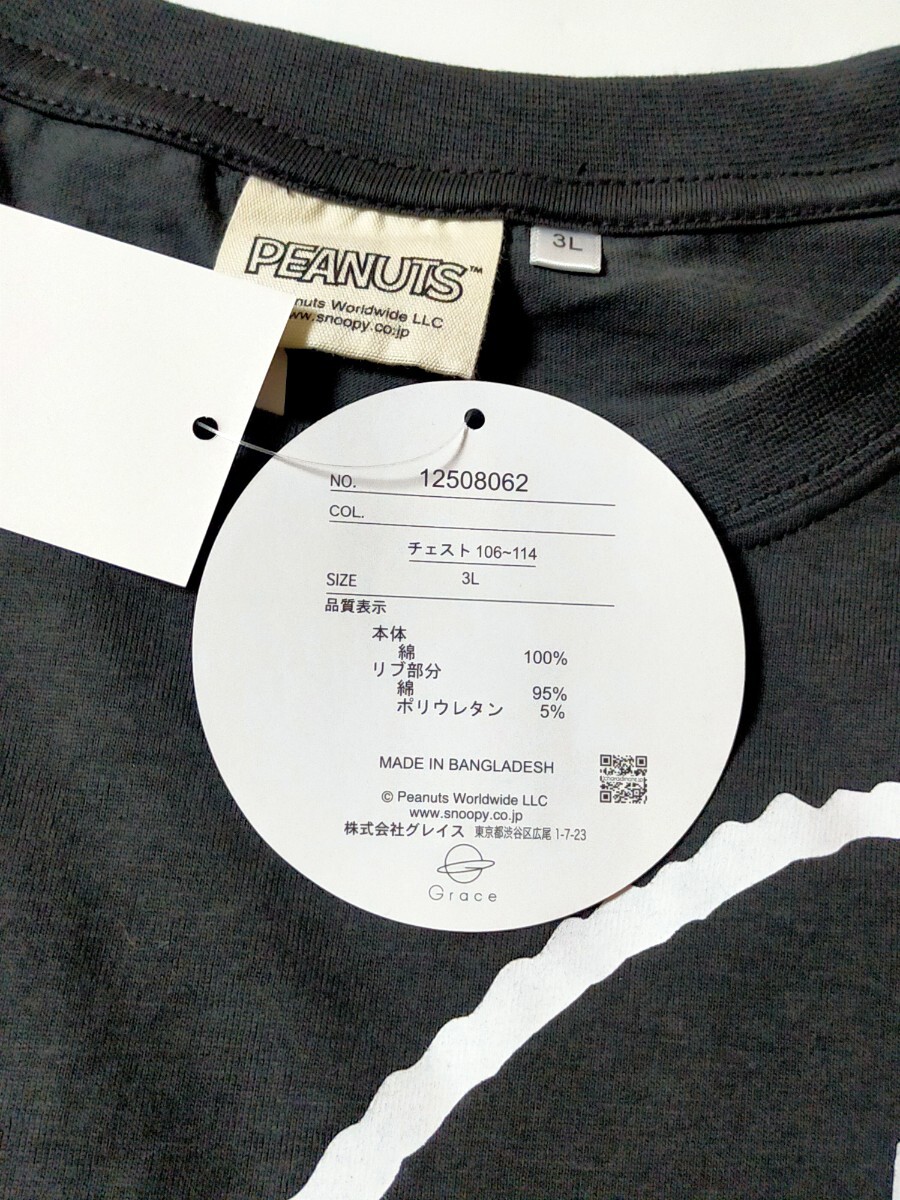 PEANUTS™
nuts Worldwide LLC
www.snoopy.co.jp
3L
NO. 12508062
COL.
チェスト 106~114
SIZE 3L
品質表示
本体
綿 100%
リブ部分
綿 95%
ポリウレタン 5%
MADE IN BANGLADESH
© Peanuts Worldwide LLC
www.snoopy.co.jp
株式会社グレイス 東京都渋谷区広尾 1-7-23
Grace